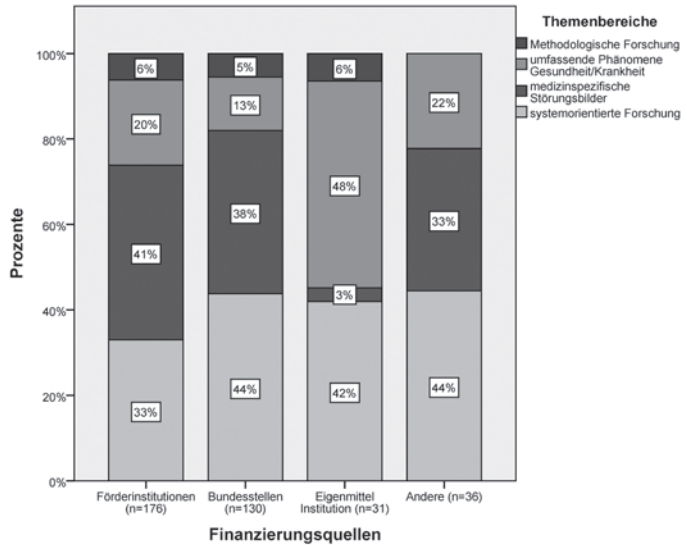 Themenbereiche
Methodologische Forschung
umfassende Phänomene
Gesundheit/Krankheit
medizinspezifische
Störungsbilder
systemorientierte Forschung
Prozente
100%
80%
60%
40%
20%
0%
6%
20%
41%
33%
5%
13%
38%
44%
6%
48%
3%
42%
22%
33%
44%
Förderinstitutionen
(n=176)
Bundesstellen
(n=130)
Eigenmittel
Institution (n=31)
Andere (n=36)
Finanzierungsquellen